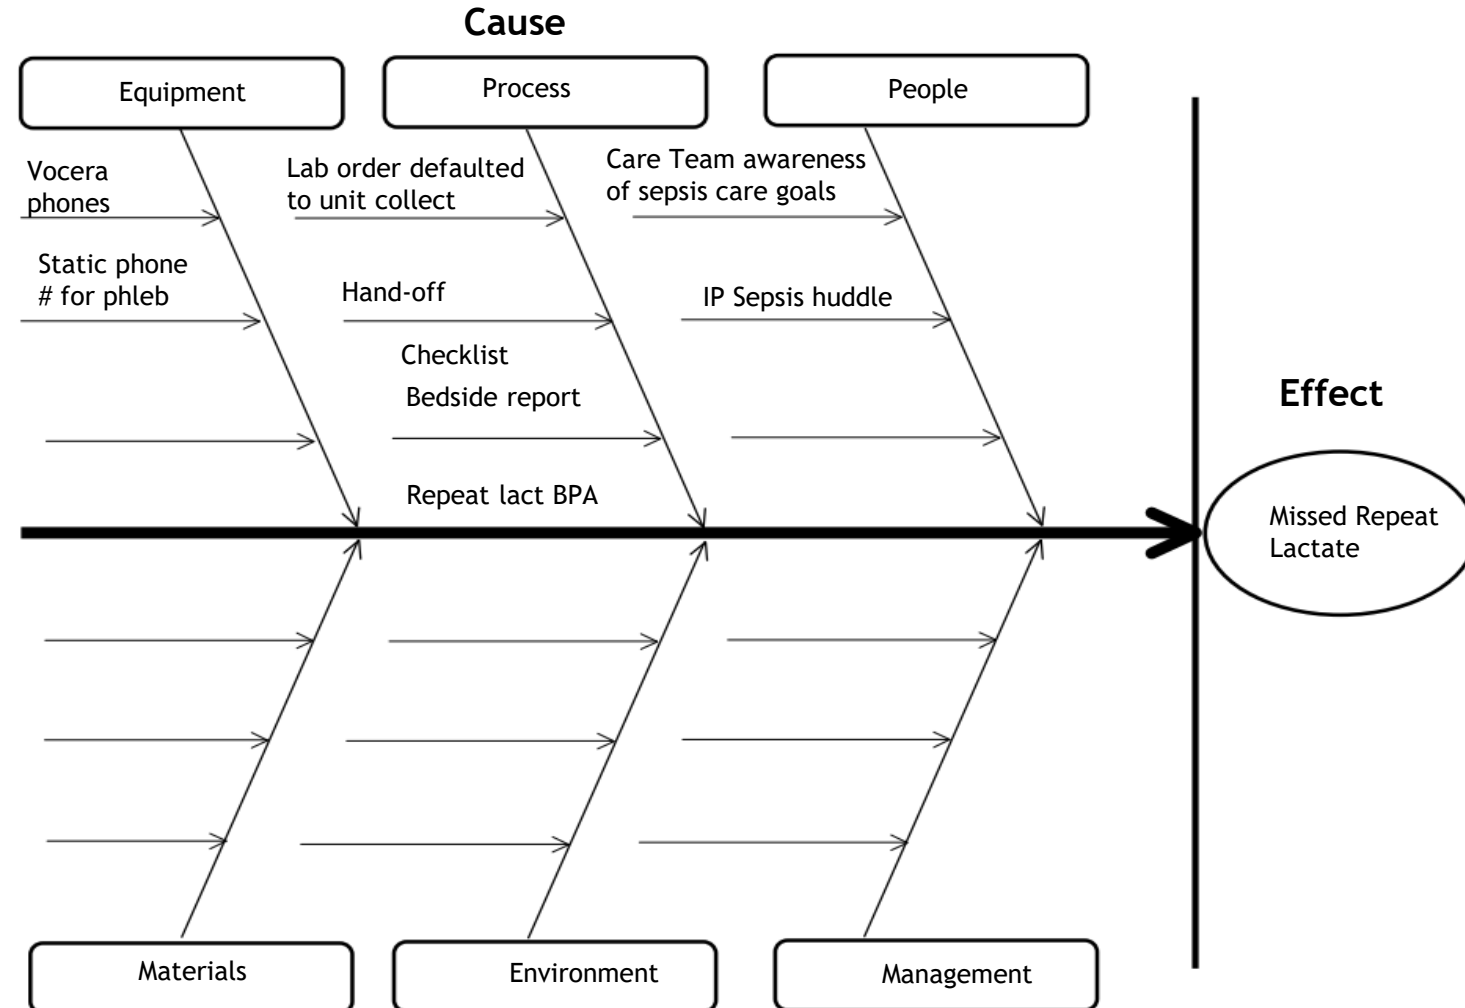 Cause
Equipment
Process
People
Vocera
phones
Lab order defaulted
to unit collect
Care Team awareness
of sepsis care goals
Static phone
# for phleb
Hand-off
IP Sepsis huddle
Checklist
Bedside report
Repeat lact BPA
Effect
Missed Repeat
Lactate
Materials
Environment
Management